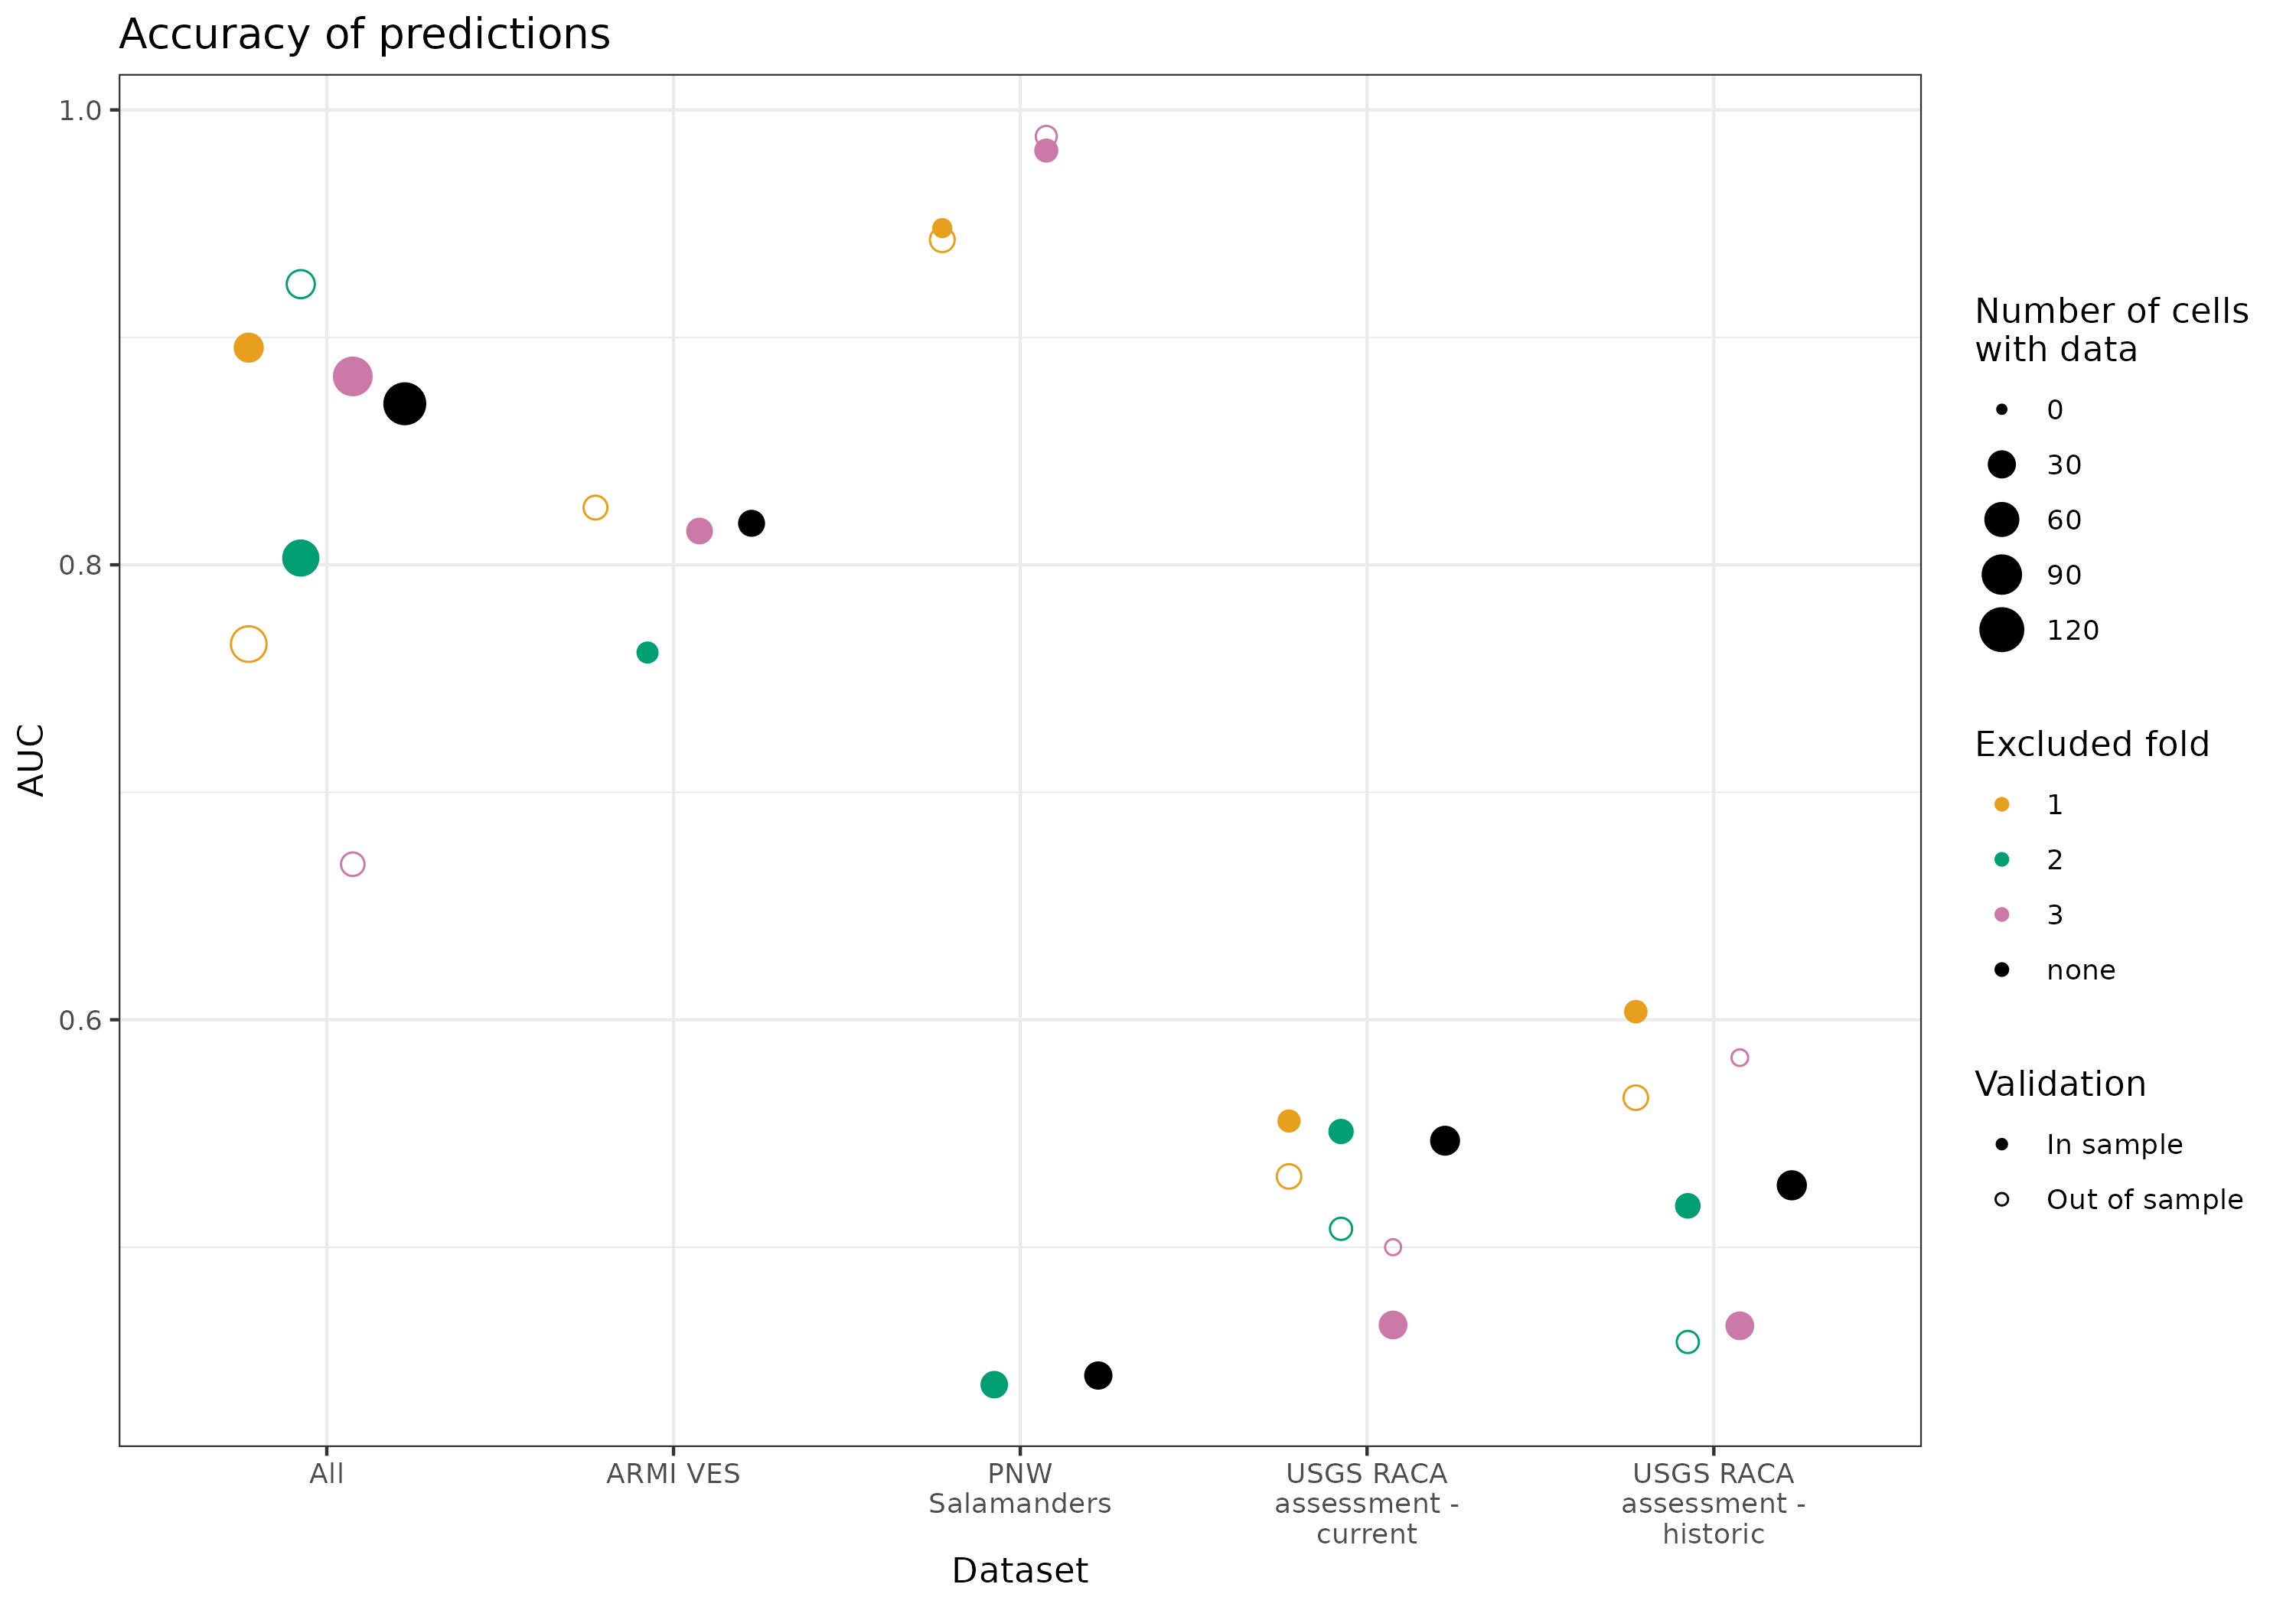 Accuracy of predictions
1.0
0.8
0.6
AUC
All
ARMI VES
PNW
Salamanders
USGS RACA
assessment -
current
USGS RACA
assessment -
historic
Dataset
Number of cells
with data
0
30
60
90
120
Excluded fold
1
2
3
none
Validation
In sample
Out of sample